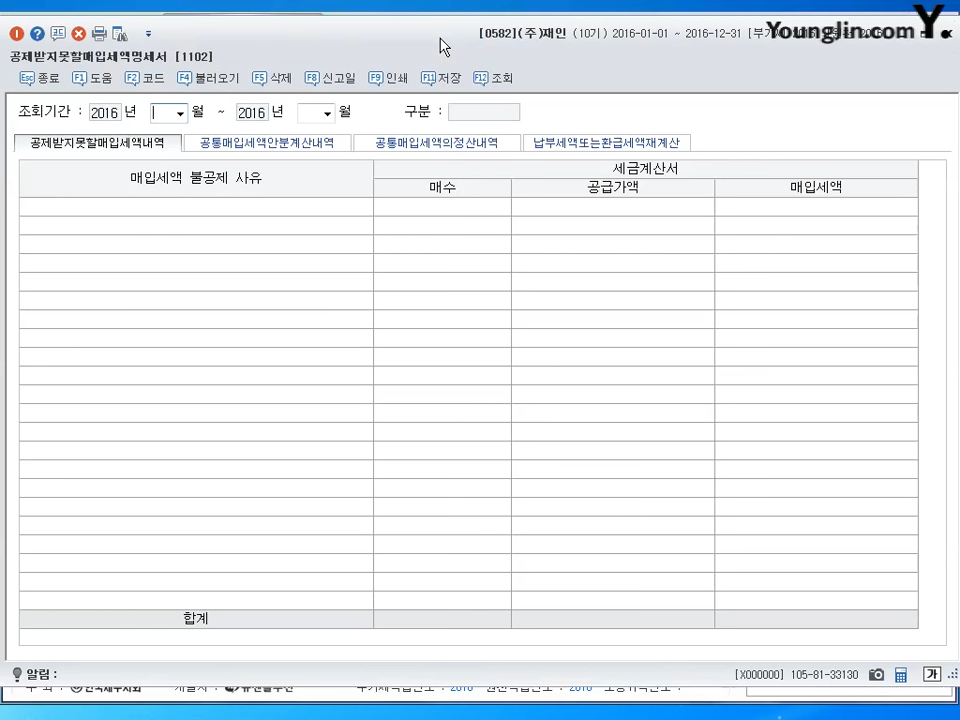 [0582](주)재인 (10기) 2016-01-01 ~ 2016-12-31
Younglin.com Y.
공제받지못할매입세액명세서 [1102]
Esc 종료 F1 도움 F2 코드 F4 불러오기 F5 삭제 F8 신고일 F9 인쇄 F11 저장 F12 조회
조회기간 : 2016 년 월 ~ 2016 년 월 구분 :
공제받지못할매입세액내역 공통매입세액안분계산내역 공통매입세액의정산내역 납부세액또는환급세액재계산
매입세액 불공제 사유 세금계산서
매수 공급가액 매입세액
합계
알림 :
[X000000] 105-81-33130 가